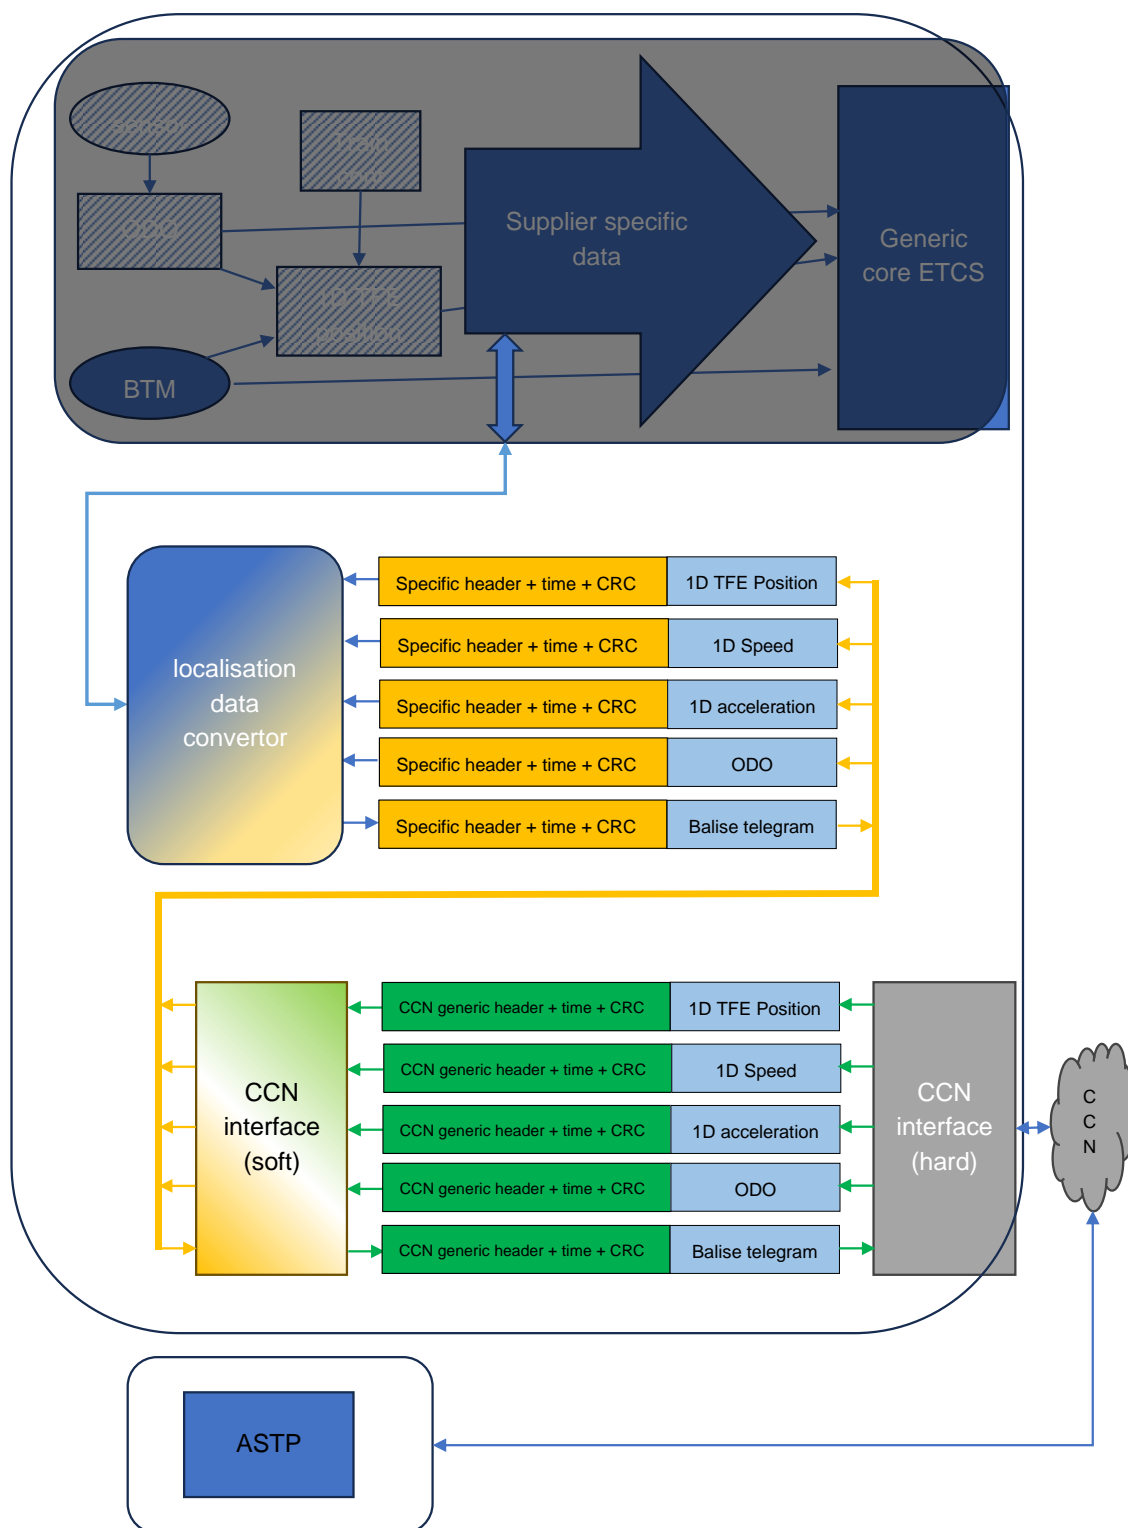 sensor
Train
data
Supplier specific
data
ODO
Generic
core ETCS
1D TFE
position
BTM
Specific header + time + CRC
1D TFE Position
Specific header + time + CRC
1D Speed
localisation
data
convertor
Specific header + time + CRC
1D acceleration
Specific header + time + CRC
ODO
Specific header + time + CRC
Balise telegram
CCN generic header + time + CRC
1D TFE Position
CCN generic header + time + CRC
1D Speed
CCN
interface
(soft)
CCN generic header + time + CRC
1D acceleration
CCN
interface
(hard)
C
C
N
CCN generic header + time + CRC
ODO
CCN generic header + time + CRC
Balise telegram
ASTP